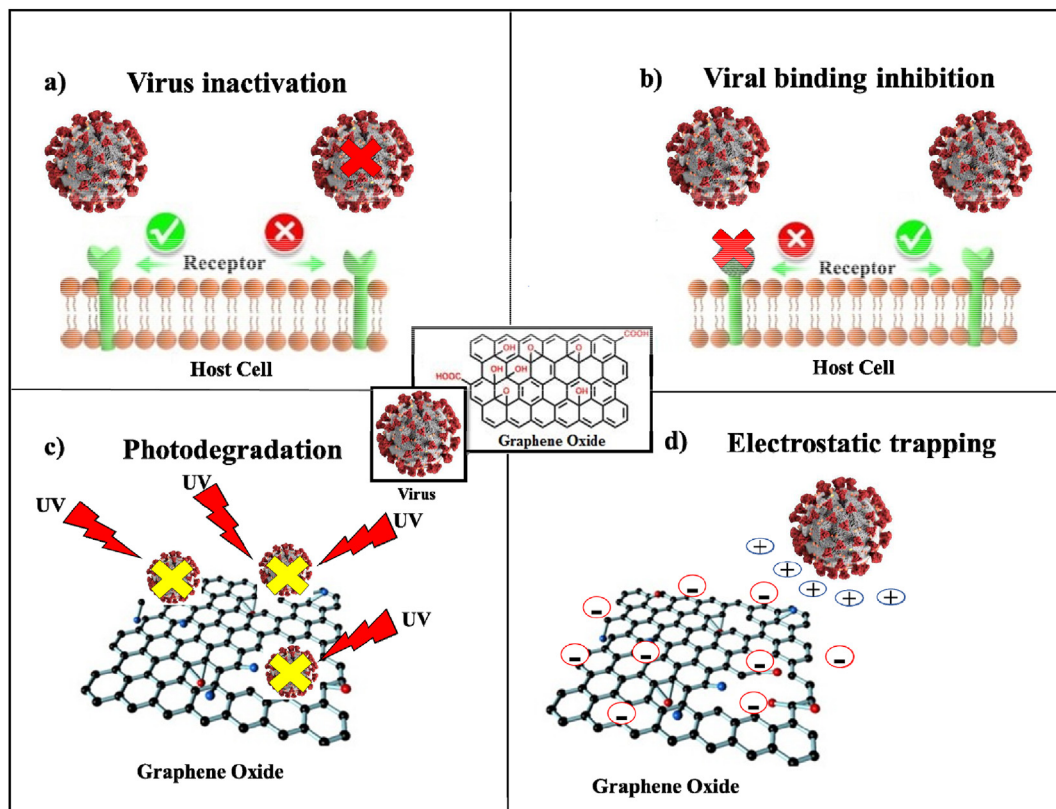 a) Virus inactivation
Receptor
Host Cell
b) Viral binding inhibition
Receptor
Host Cell
COOH
OH
O
O
OH
OH
HOOC
O
OH
Graphene Oxide
Virus
c) Photodegradation
UV
UV
UV
UV
Graphene Oxide
d) Electrostatic trapping
+
+
+
+
+
-
-
-
-
-
-
-
-
-
Graphene Oxide